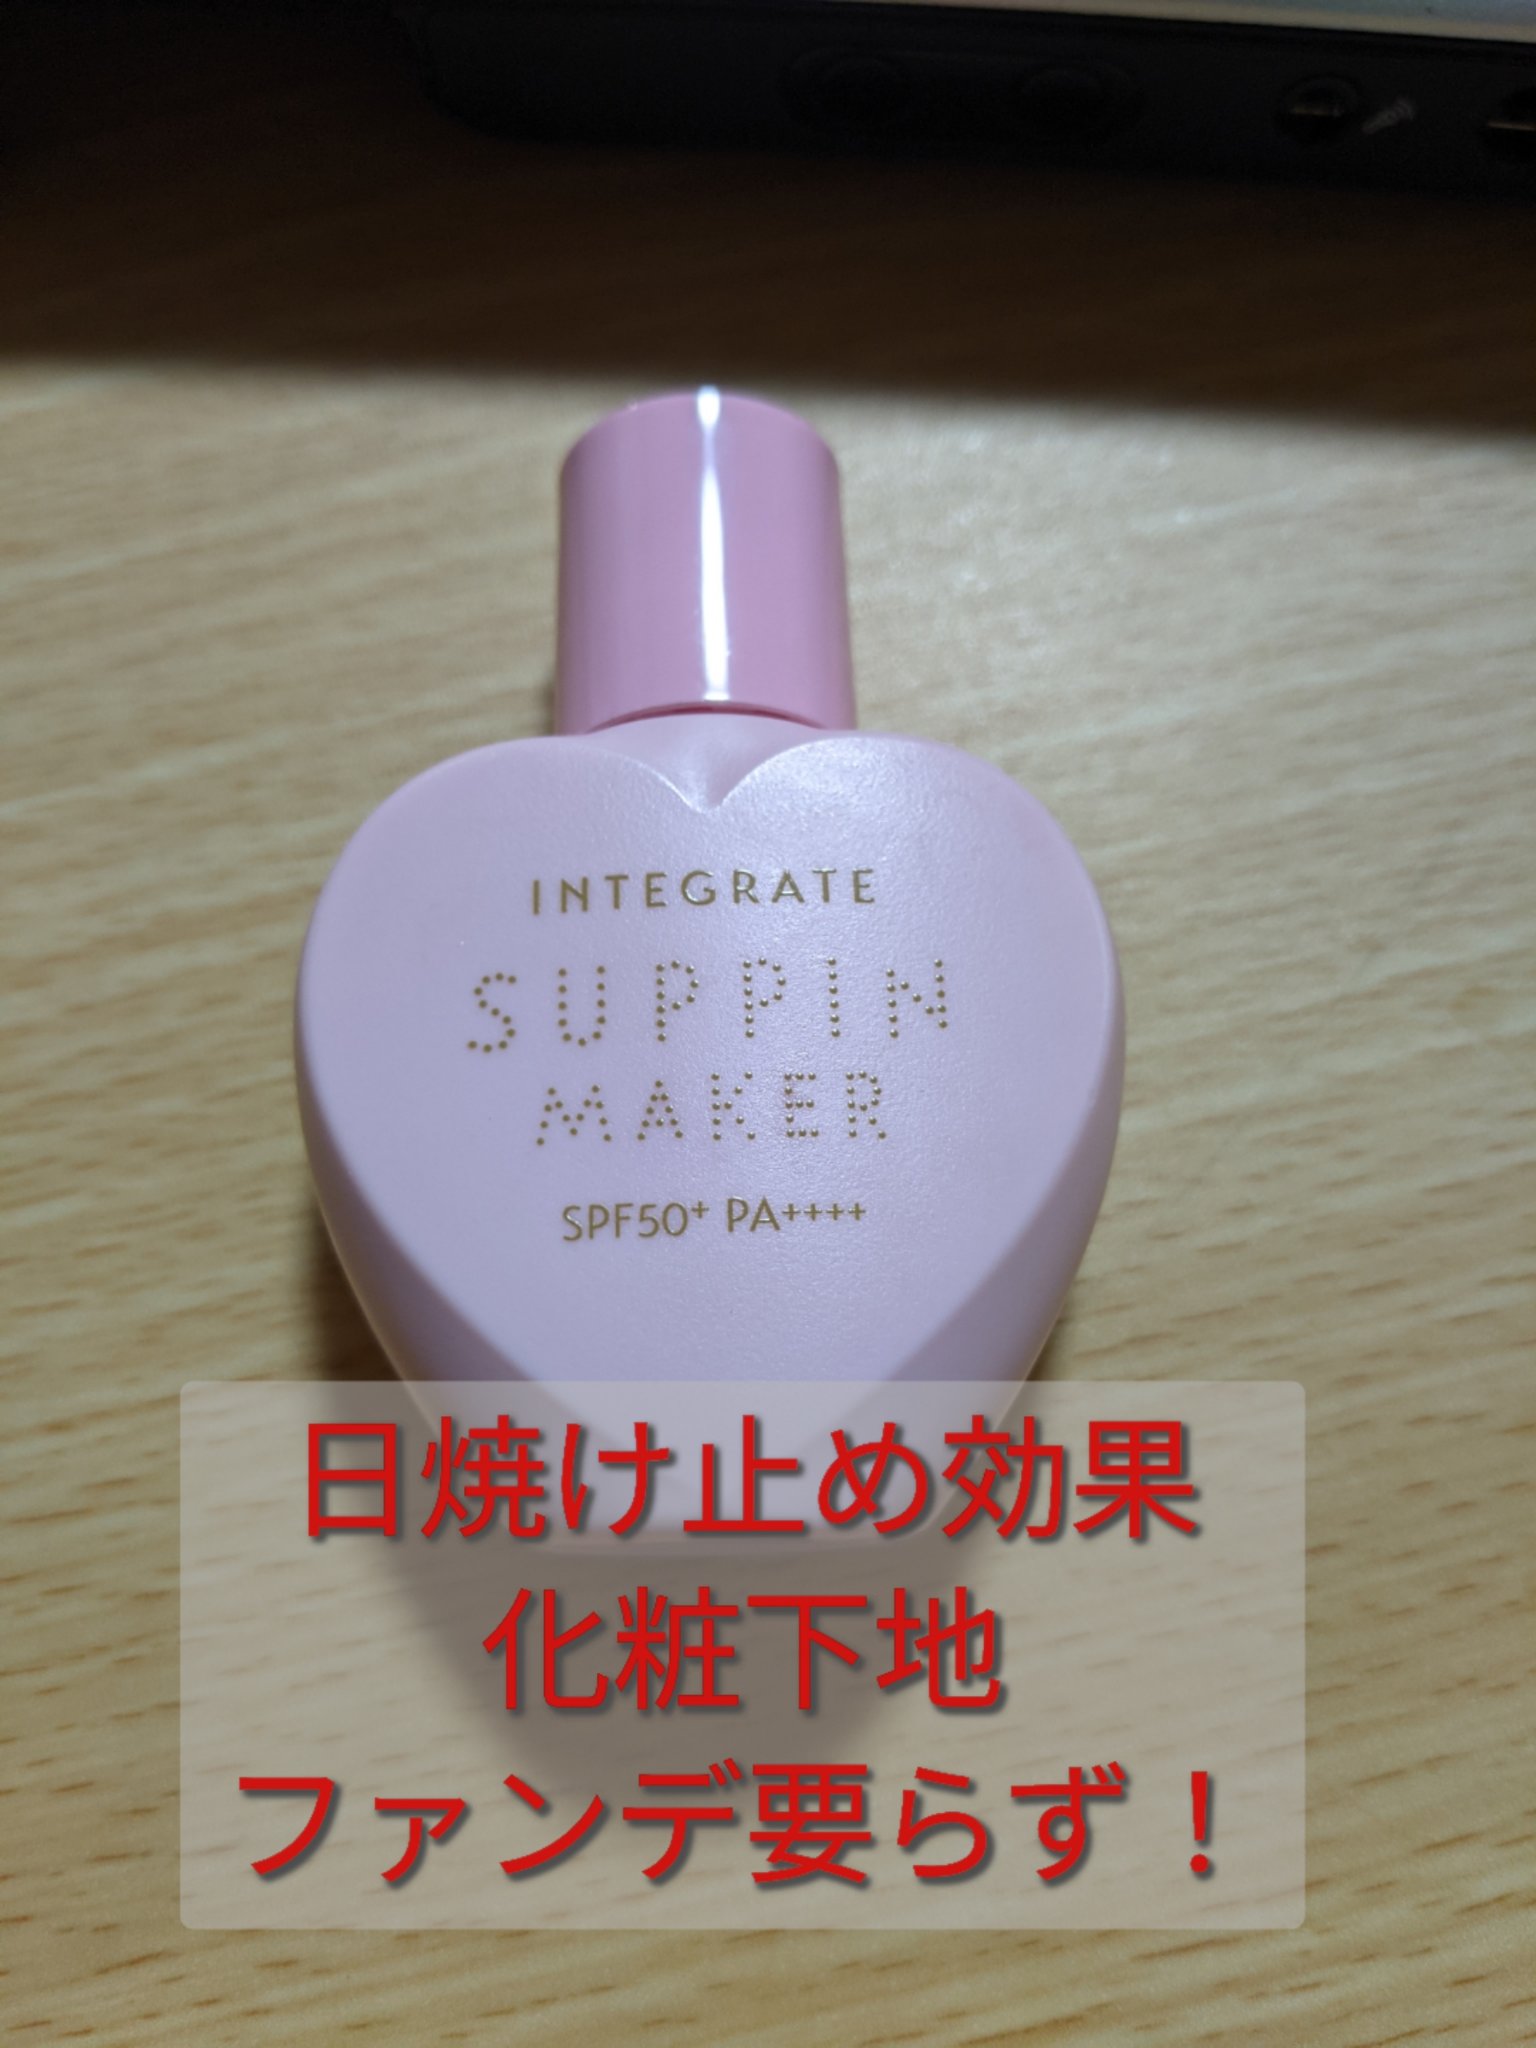 INTEGRATE
SUPPIN
MAKER
SPF50+ PA++++
日焼け止め効果
化粧下地
ファンデ要らず！